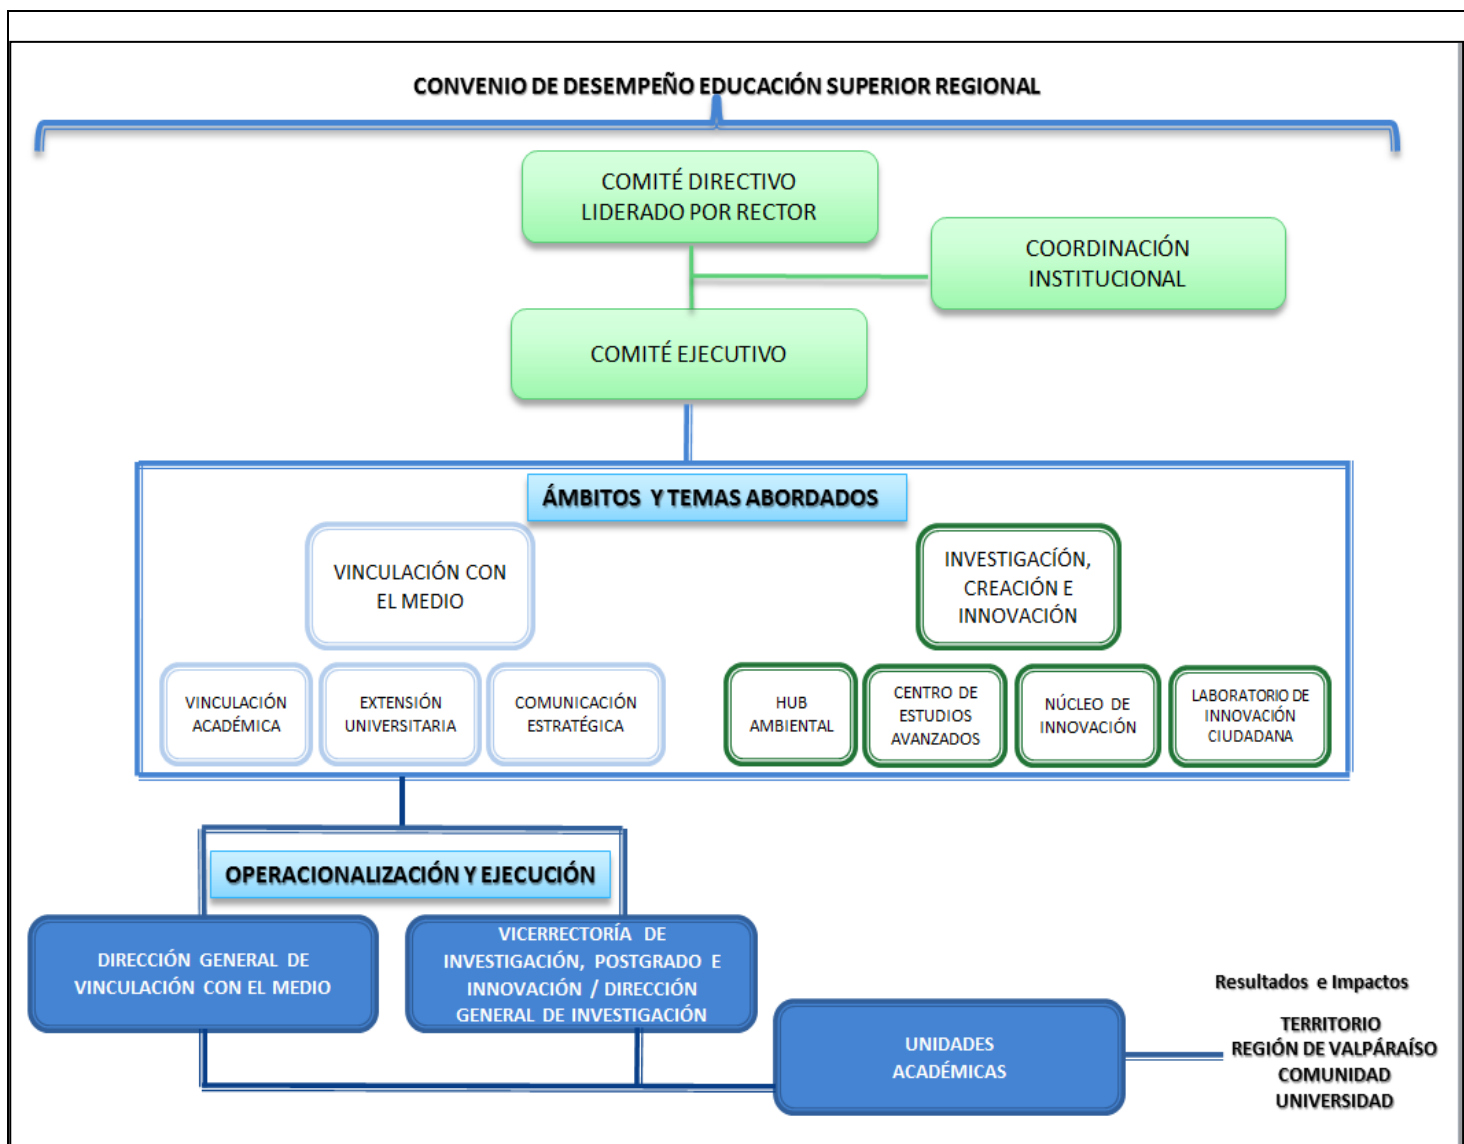 CONVENIO DE DESEMPEÑO EDUCACIÓN SUPERIOR REGIONAL
COMITÉ DIRECTIVO
LIDERADO POR RECTOR
COORDINACIÓN
INSTITUCIONAL
COMITÉ EJECUTIVO
ÁMBITOS Y TEMAS ABORDADOS
VINCULACIÓN CON
EL MEDIO
INVESTIGACÍÓN,
CREACIÓN E
INNOVACIÓN
VINCULACIÓN
ACADÉMICA
EXTENSIÓN
UNIVERSITARIA
COMUNICACIÓN
ESTRATÉGICA
HUB
AMBIENTAL
CENTRO DE
ESTUDIOS
AVANZADOS
NÚCLEO DE
INNOVACIÓN
LABORATORIO DE
INNOVACIÓN
CIUDADANA
OPERACIONALIZACIÓN Y EJECUCIÓN
DIRECCIÓN GENERAL DE
VINCULACIÓN CON EL MEDIO
VICERRECTORÍA DE
INVESTIGACIÓN, POSTGRADO E
INNOVACIÓN / DIRECCIÓN
GENERAL DE INVESTIGACIÓN
UNIDADES
ACADÉMICAS
Resultados e Impactos
TERRITORIO
REGIÓN DE VALPÁRAÍSO
COMUNIDAD
UNIVERSIDAD